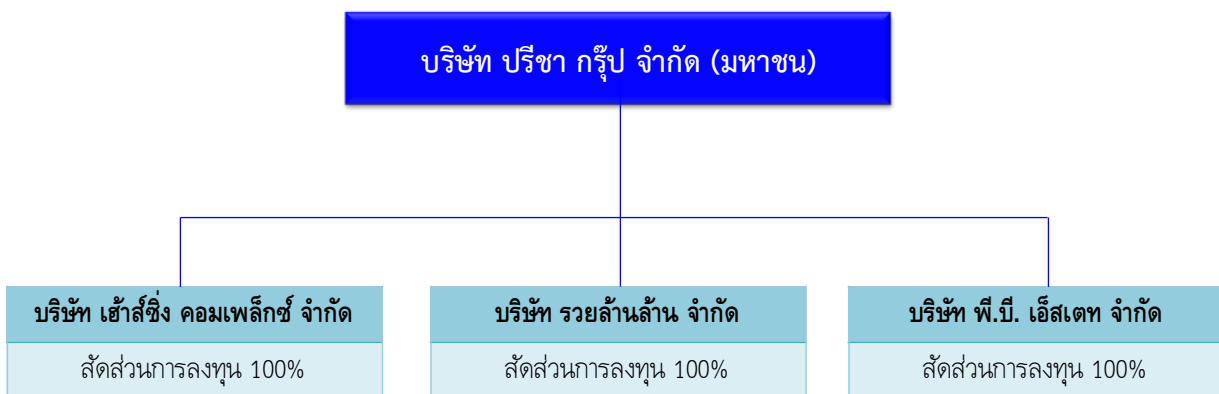 บริษัท ปรีชา กรุ๊ป จำกัด (มหาชน)
บริษัท เฮ้าส์ซิ่ง คอมเพล็กซ์ จำกัด
สัดส่วนการลงทุน 100%
บริษัท รวยล้านล้าน จำกัด
สัดส่วนการลงทุน 100%
บริษัท พี.บี. เอ็สเตท จำกัด
สัดส่วนการลงทุน 100%